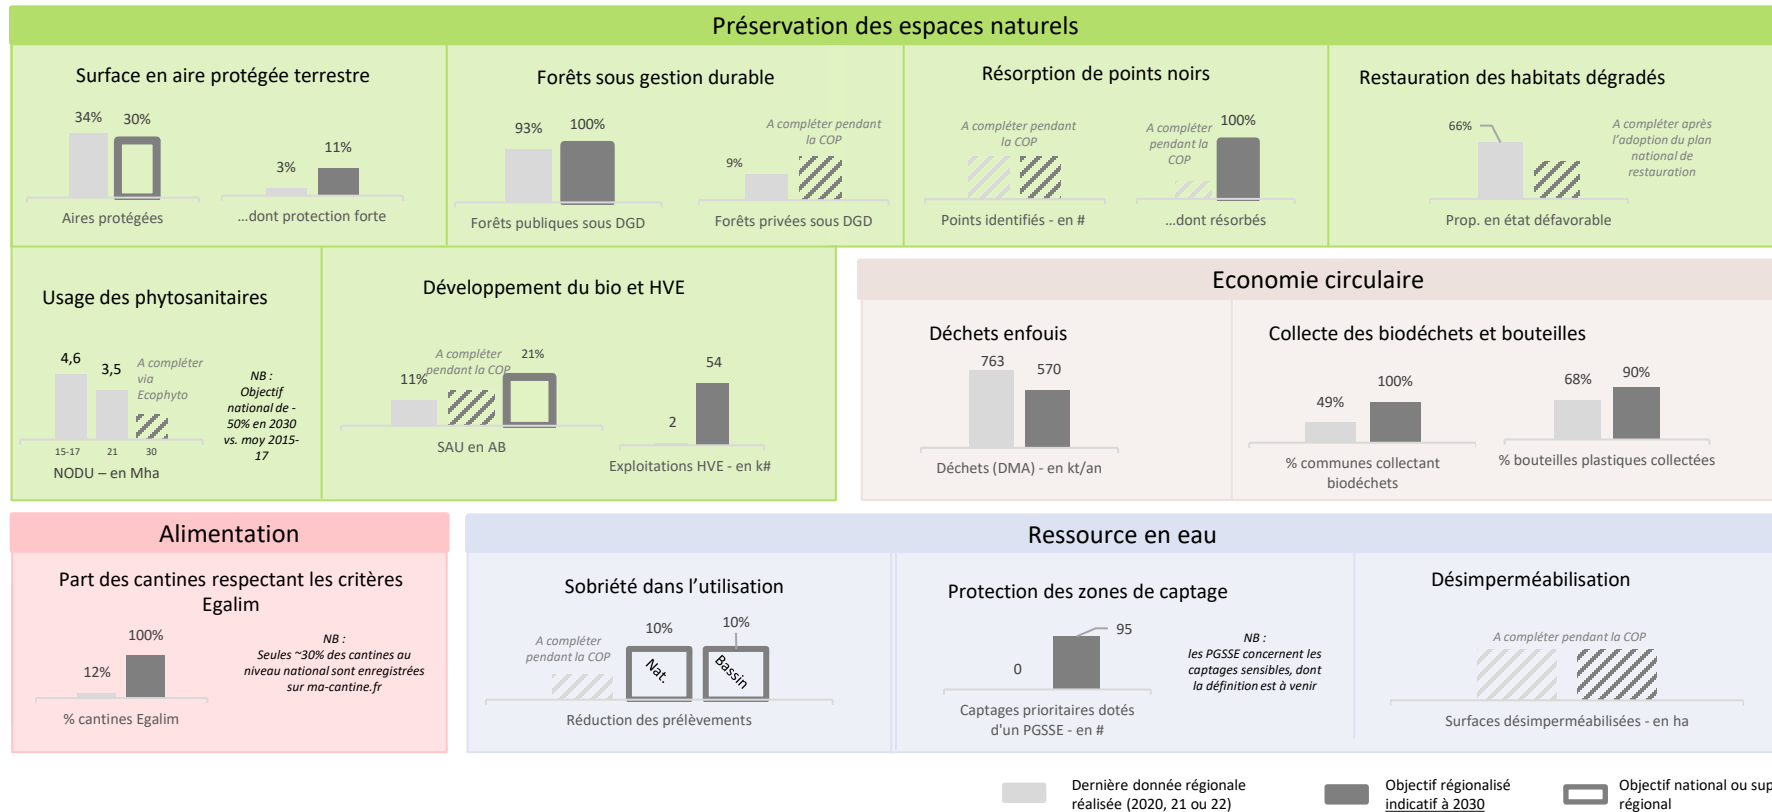 Préservation des espaces naturels
Surface en aire protégée terrestre
34%
30%
Aires protégées
3%
11%
...dont protection forte
Forêts sous gestion durable
93%
100%
Forêts publiques sous DGD
A compléter pendant
la COP
9%
Forêts privées sous DGD
Résorption de points noirs
A compléter pendant
la COP
Points identifiés - en #
A compléter
pendant la
COP
100%
...dont résorbés
Restauration des habitats dégradés
66%
A compléter après
l'adoption du plan
national de
restauration
Prop. en état défavorable
Usage des phytosanitaires
4,6
3,5
A compléter
via
Ecophyto
15-17
21
30
NODU – en Mha
NB :
Objectif
national de -
50% en 2030
vs. moy 2015-
17
Développement du bio et HVE
11%
A compléter
pendant la COP
21%
SAU en AB
2
54
Exploitations HVE - en k#
Economie circulaire
Déchets enfouis
763
570
Déchets (DMA) - en kt/an
Collecte des biodéchets et bouteilles
49%
100%
% communes collectant
biodéchets
68%
90%
% bouteilles plastiques collectées
Alimentation
Part des cantines respectant les critères
Egalim
12%
100%
% cantines Egalim
NB :
Seules ~30% des cantines au
niveau national sont enregistrées
sur ma-cantine.fr
Ressource en eau
Sobriété dans l'utilisation
A compléter
pendant la COP
10%
Nat.
10%
Bassin
Réduction des prélèvements
Protection des zones de captage
0
95
Captages prioritaires dotés
d'un PGSSE - en #
NB :
les PGSSE concernent les
captages sensibles, dont
la définition est à venir
Désimperméabilisation
A compléter pendant la COP
Surfaces désimperméabilisées - en ha
Dernière donnée régionale
réalisée (2020, 21 ou 22)
Objectif régionalisé
indicatif à 2030
Objectif national ou sup
régional